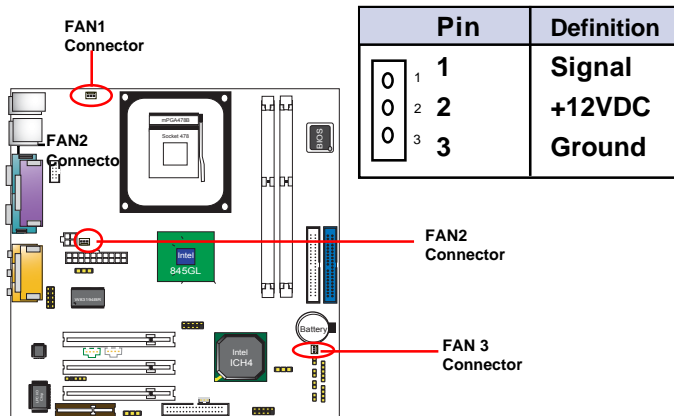 FAN1
Connector
Pin Definition
1 1 Signal
2 2 +12VDC
3 3 Ground
mPGA478B
Socket 478
BIOS
FAN2
Connecto
FAN2
Connector
Intel
845GL
Battery
Intel
ICH4
FAN 3
Connector